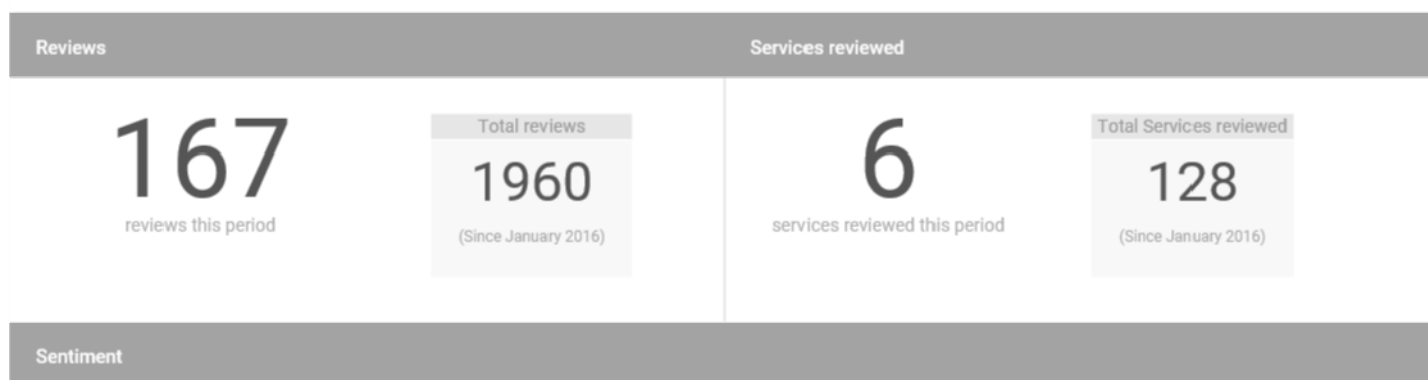 Reviews
Services reviewed
167
reviews this period
Total reviews
1960
(Since January 2016)
6
services reviewed this period
Total Services reviewed
128
(Since January 2016)
Sentiment